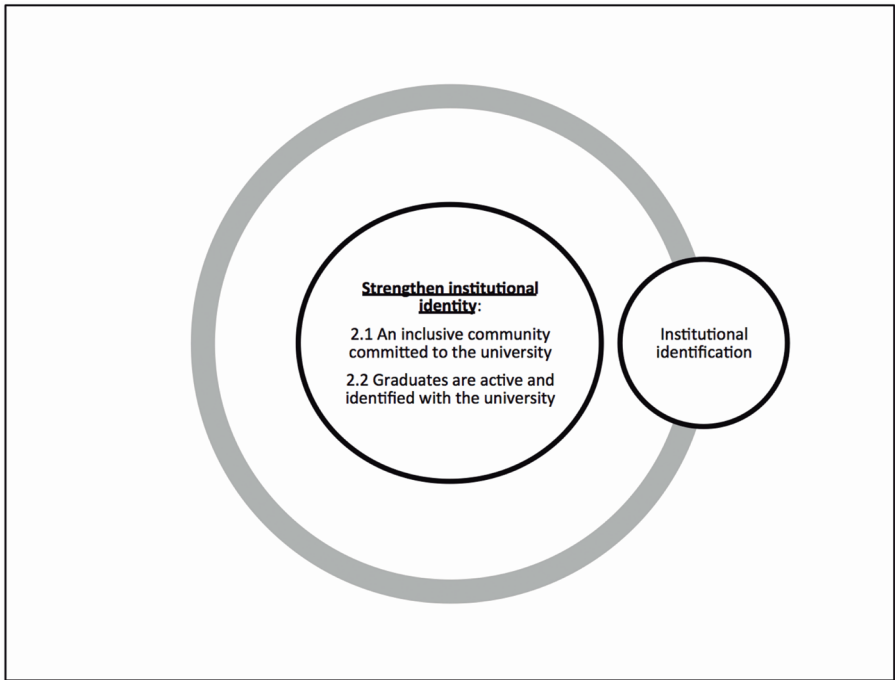 Strengthen institutional
identity:
2.1 An inclusive community
committed to the university
2.2 Graduates are active and
identified with the university
Institutional
identification